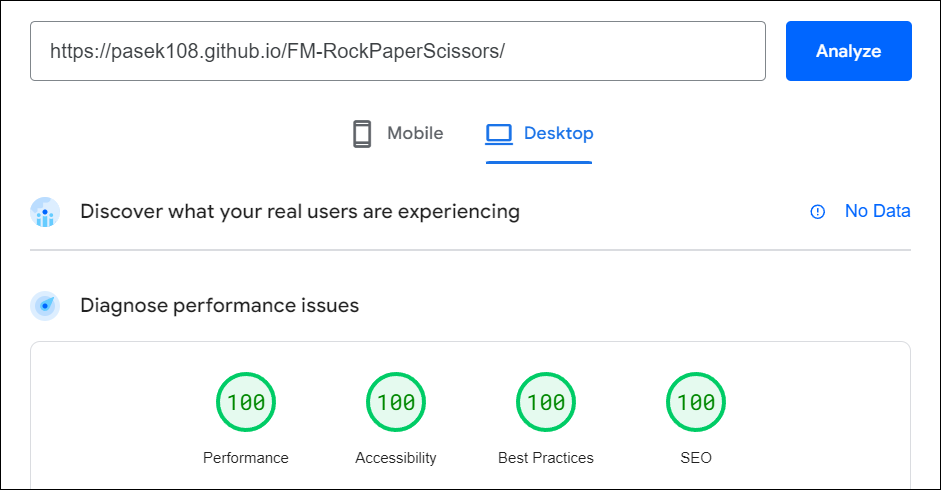 https://pasek108.github.io/FM-RockPaperScissors/
Analyze
Mobile
Desktop
Discover what your real users are experiencing
No Data
Diagnose performance issues
100 100 100 100
Performance Accessibility Best Practices SEO